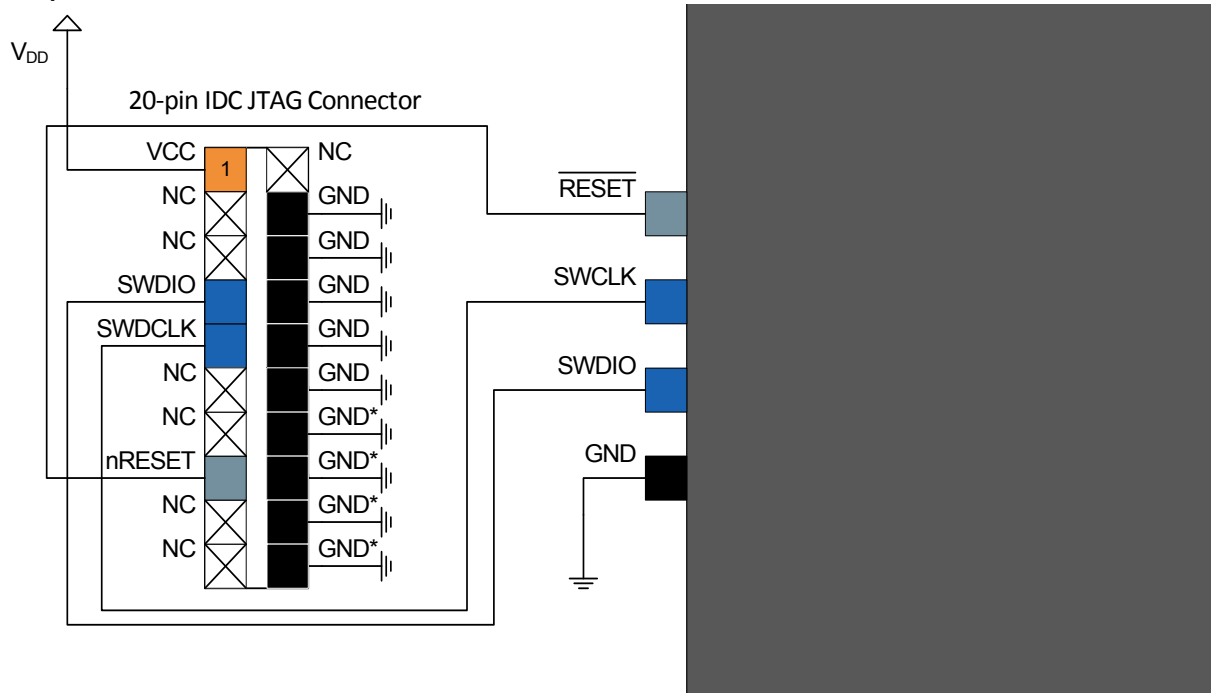 V_DD
20-pin IDC JTAG Connector
VCC 1 NC
NC GND
NC GND
SWDIO GND
SWDCLK GND
NC GND
NC GND*
nRESET GND*
NC GND*
NC GND*
RESET
SWCLK
SWDIO
GND